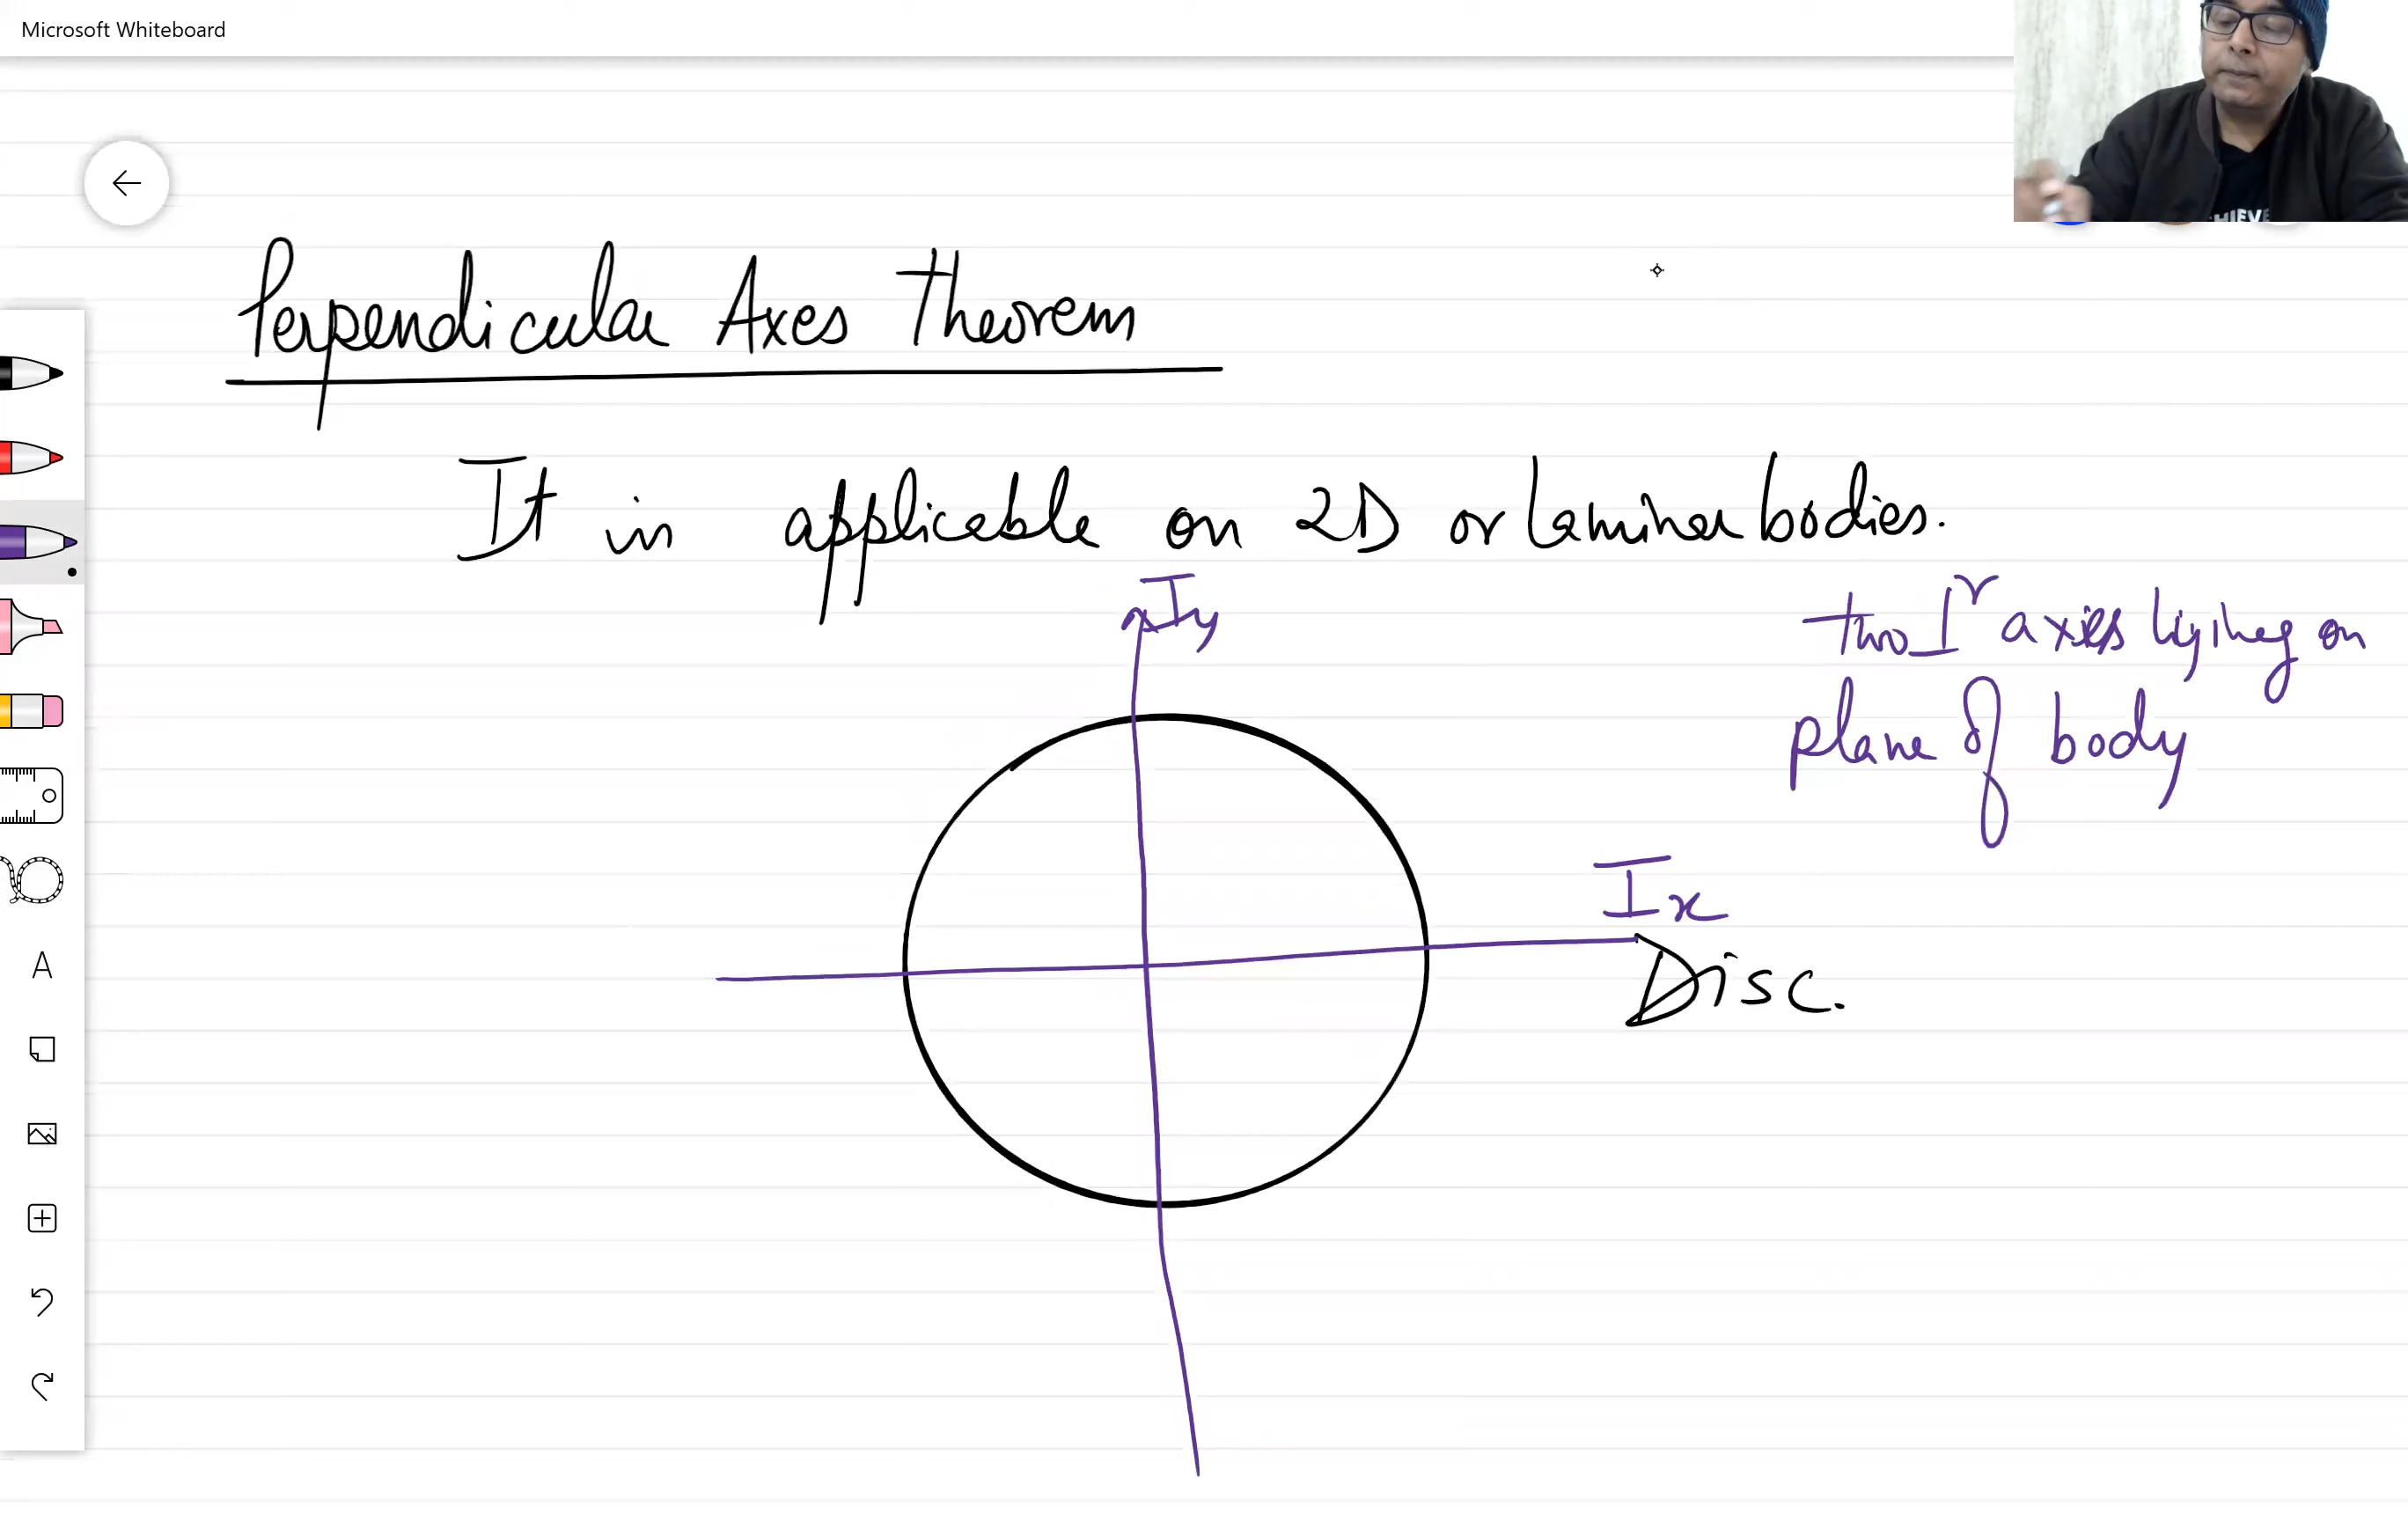 Microsoft Whiteboard
HIEVE
Perpendicular Axes Theorem
It in applicable on 2D or Laminar bodies.
Iy
two ⊥r axes lying on
plane of body
Ix
Disc.
A